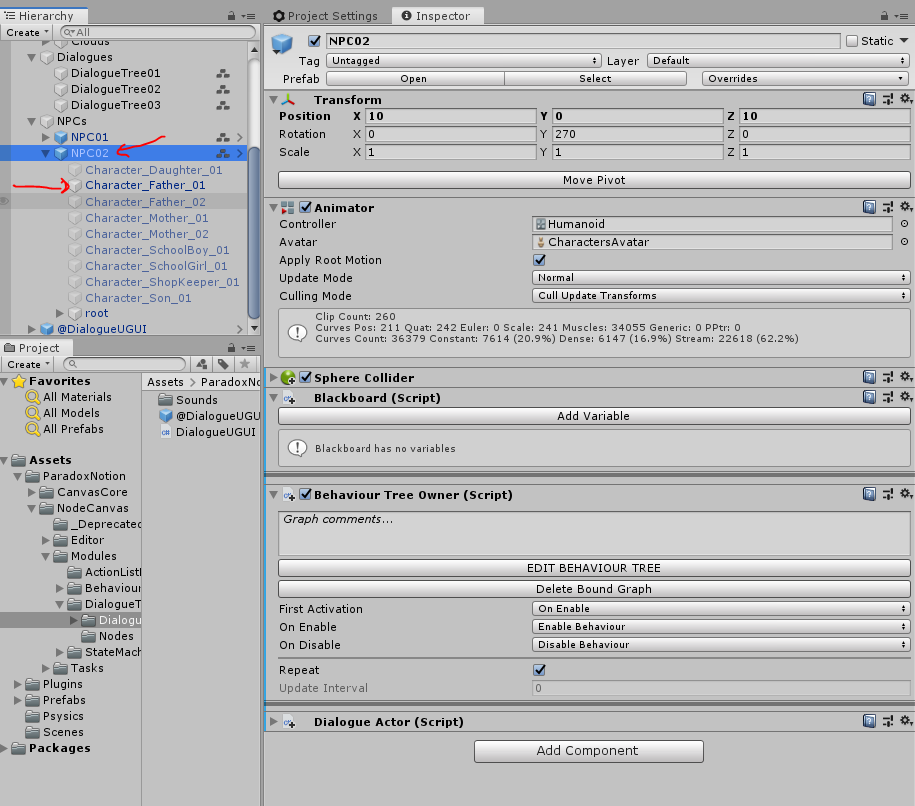 Hierarchy
Create
All
Clouds
Dialogues
DialogueTree01
DialogueTree02
DialogueTree03
NPCs
NPC01
NPC02
Character_Daughter_01
Character_Father_01
Character_Father_02
Character_Mother_01
Character_Mother_02
Character_SchoolBoy_01
Character_SchoolGirl_01
Character_ShopKeeper_01
Character_Son_01
root
@DialogueUGUI
Project
Create
Favorites
All Materials
All Models
All Prefabs
Assets
ParadoxNotion
CanvasCore
NodeCanvas
_Deprecated
Editor
Modules
ActionListI
Behaviour
DialogueT
Dialogu
Nodes
StateMach
Tasks
Plugins
Prefabs
Psysics
Scenes
Packages
Assets > ParadoxNo
Sounds
@DialogueUGU
DialogueUGUI
Project Settings
Inspector
NPC02
Static
Tag Untagged Layer Default
Prefab Open Select Overrides
Transform
Position X 10 Y 0 Z 10
Rotation X 0 Y 270 Z 0
Scale X 1 Y 1 Z 1
Move Pivot
Animator
Controller Humanoid
Avatar CharactersAvatar
Apply Root Motion
Update Mode Normal
Culling Mode Cull Update Transforms
Clip Count: 260
Curves Pos: 211 Quat: 242 Euler: 0 Scale: 241 Muscles: 34055 Generic: 0 PPtr: 0
Curves Count: 36379 Constant: 7614 (20.9%) Dense: 6147 (16.9%) Stream: 22618 (62.2%)
Sphere Collider
Blackboard (Script)
Add Variable
Blackboard has no variables
Behaviour Tree Owner (Script)
Graph comments...
EDIT BEHAVIOUR TREE
Delete Bound Graph
First Activation On Enable
On Enable Enable Behaviour
On Disable Disable Behaviour
Repeat
Update Interval 0
Dialogue Actor (Script)
Add Component